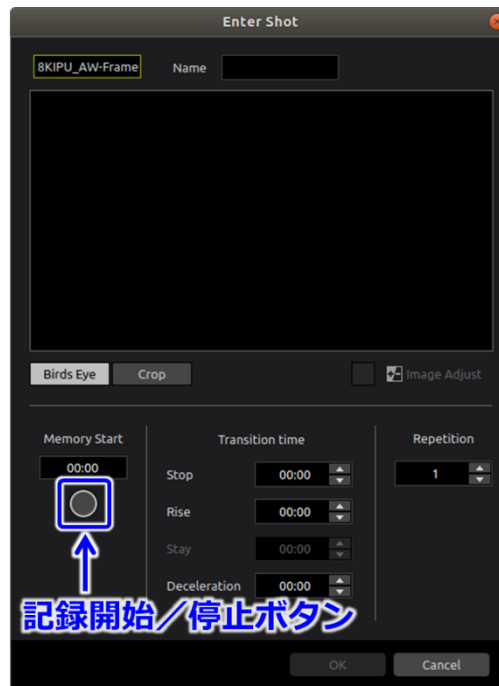 Enter Shot
8KIPU_AW-Frame Name
Birds Eye Crop Image Adjust
Memory Start Transition time Repetition
00:00 Stop 00:00 1
Rise 00:00
Stay 00:00
Deceleration 00:00
記録開始／停止ボタン
OK Cancel